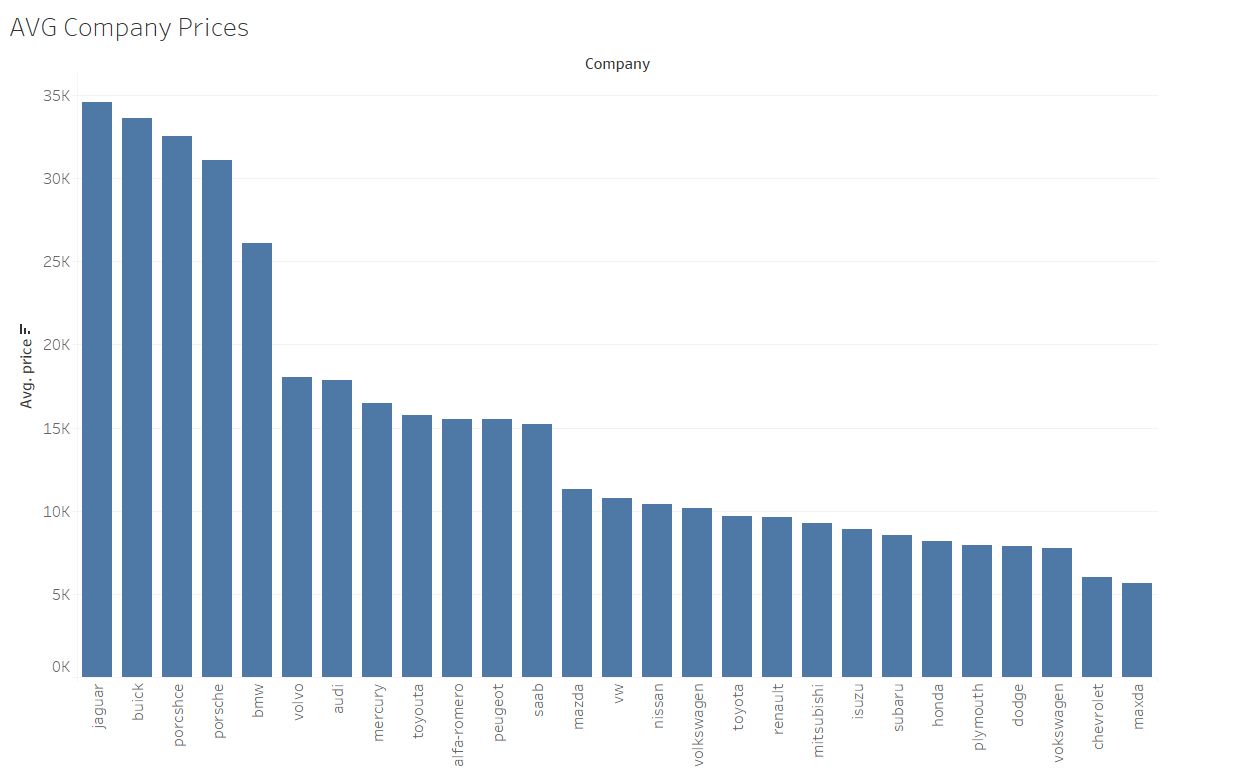 AVG Company Prices
Company
35K
30K
25K
20K
15K
10K
5K
0K
Avg. price
jaguar
buick
porcshce
porsche
bmw
volvo
audi
mercury
toyouta
alfa-romero
peugeot
saab
mazda
vw
nissan
volkswagen
toyota
renault
mitsubishi
isuzu
subaru
honda
plymouth
dodge
vokswagen
chevrolet
maxda